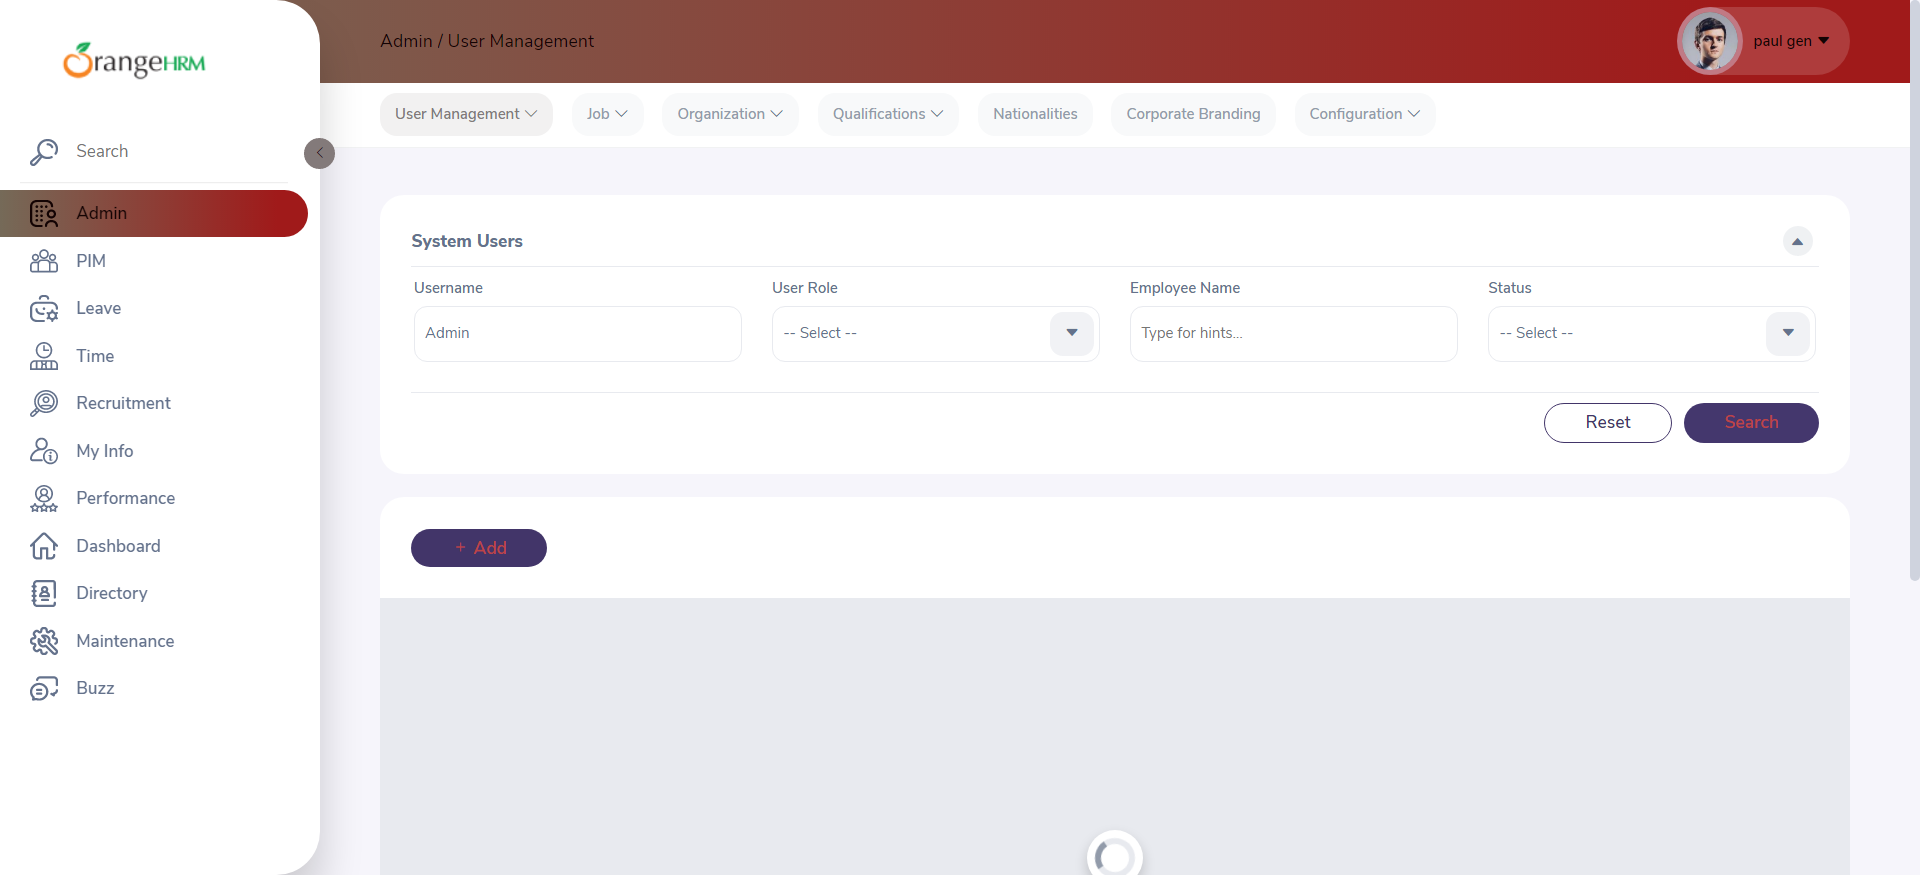 OrangeHRM
Search
Admin
PIM
Leave
Time
Recruitment
My Info
Performance
Dashboard
Directory
Maintenance
Buzz
Admin / User Management
paul gen
User Management
Job
Organization
Qualifications
Nationalities
Corporate Branding
Configuration
System Users
Username
User Role
Employee Name
Status
Admin
-- Select --
Type for hints...
-- Select --
Reset
Search
+ Add